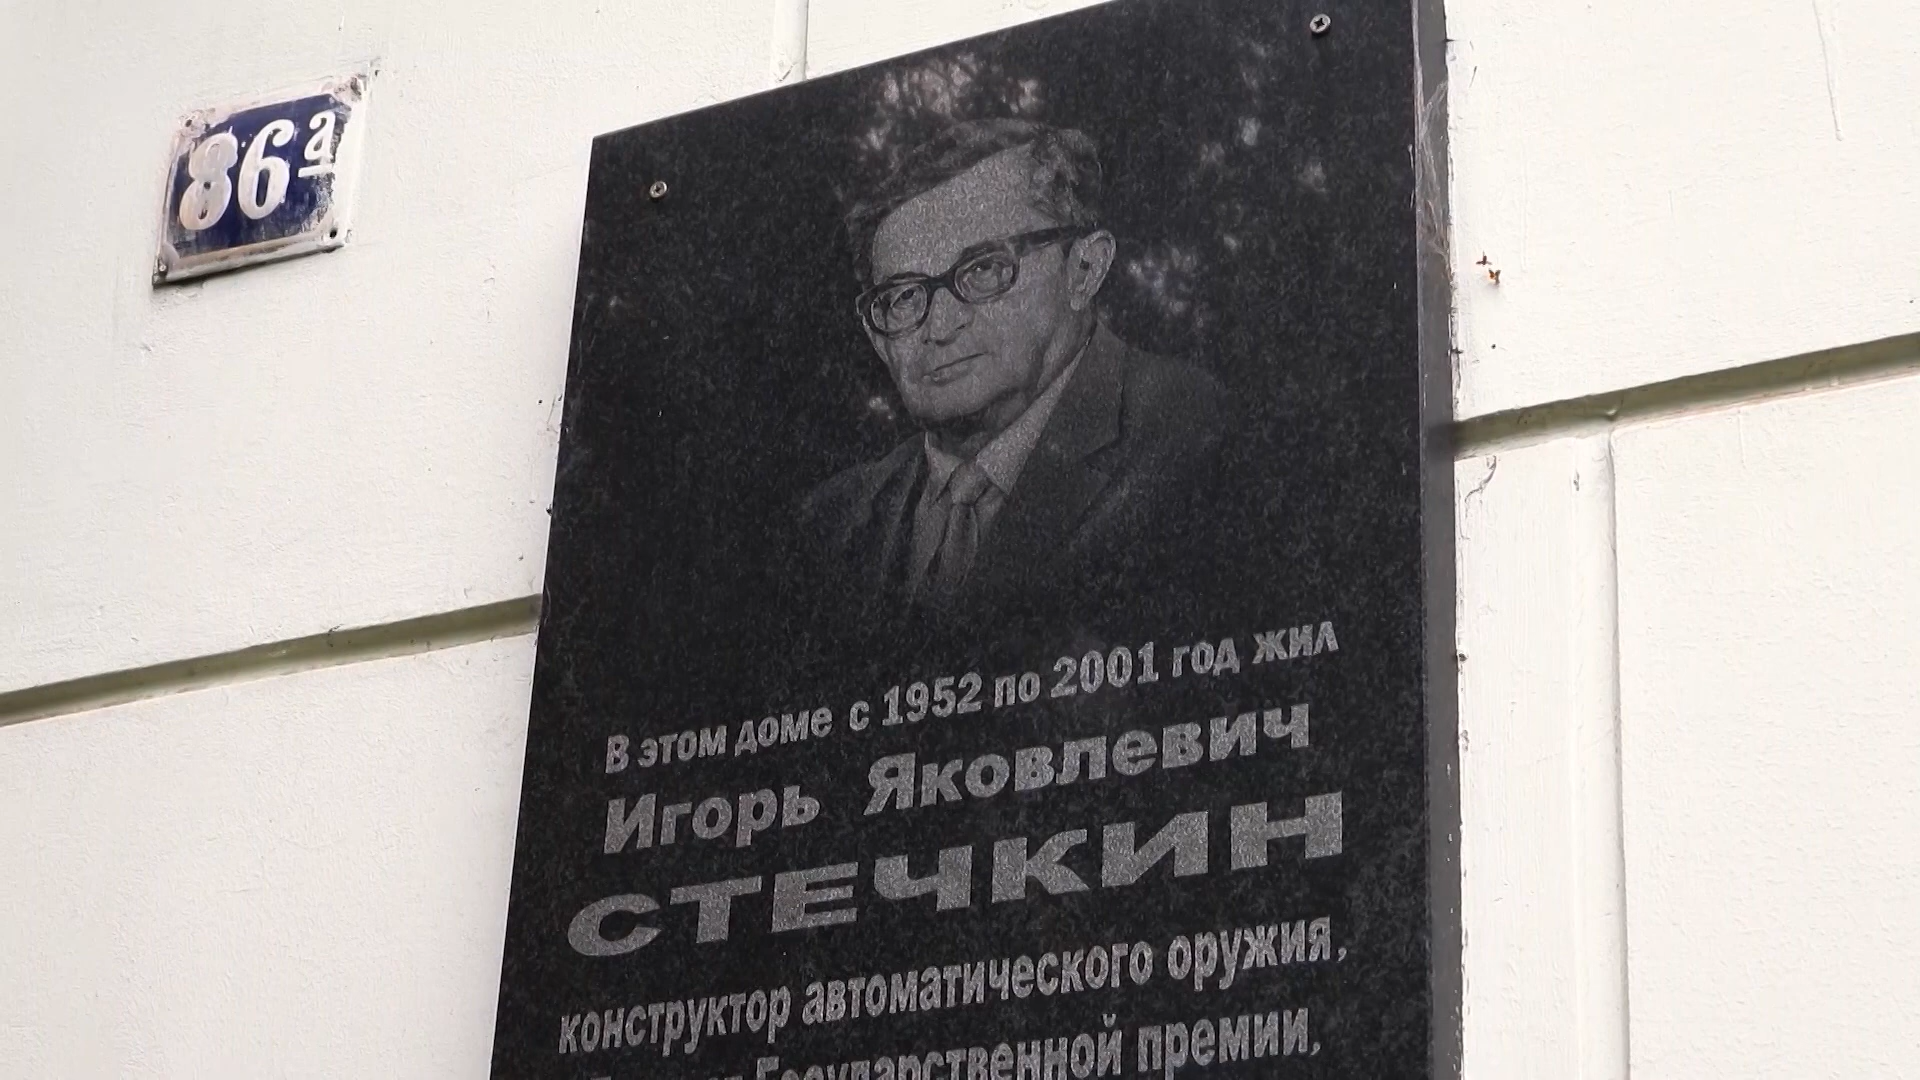 86а
В этом доме с 1952 по 2001 год жил
Игорь Яковлевич
СТЕЧКИН
конструктор автоматического оружия,
Государственной премии,